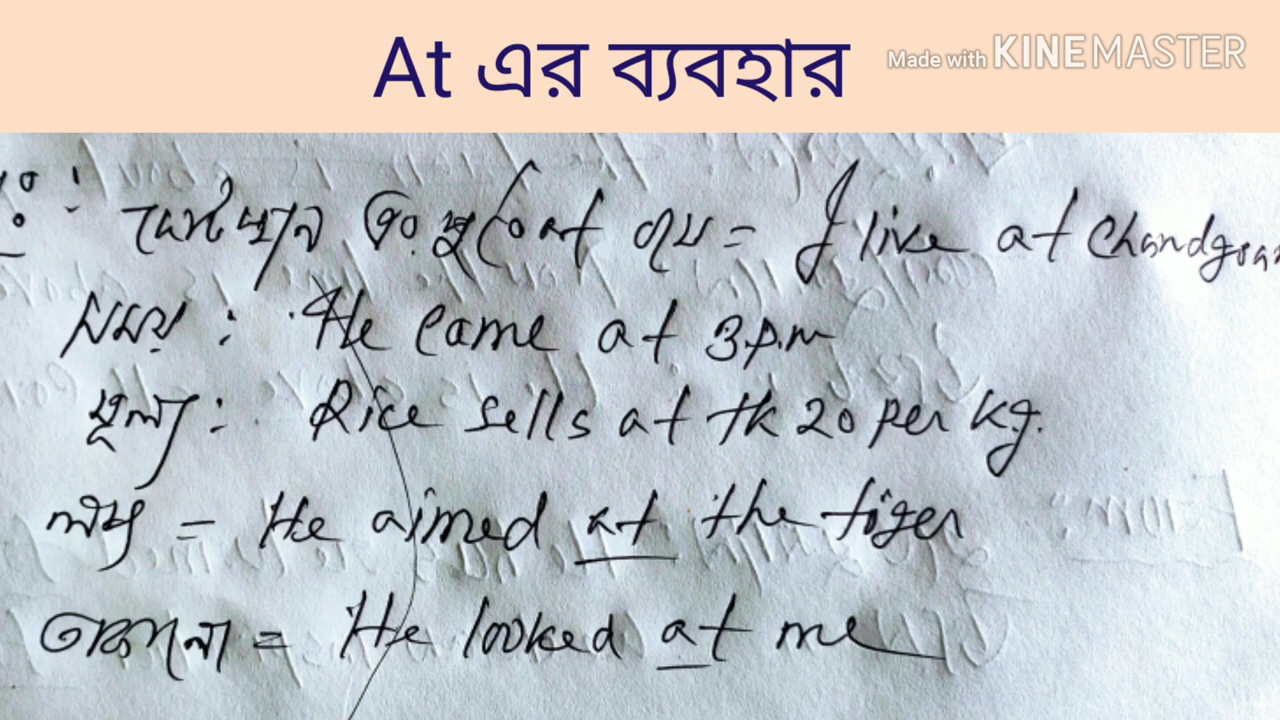 At এর ব্যবহার
Made with KINEMASTER
at = I live at
সময় : He came at 3 p.m
মূল্য : Rice sells at tk 20 per kg.
লক্ষ্য = He aimed at the tiger
তাকানো = He looked at me